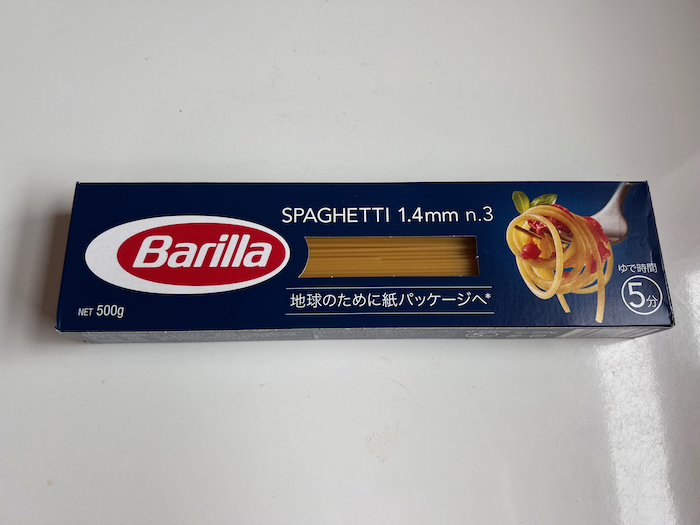 SPAGHETTI 1.4mm n.3
Barilla
地球のために紙パッケージへ*
NET 500g
ゆで時間
5分